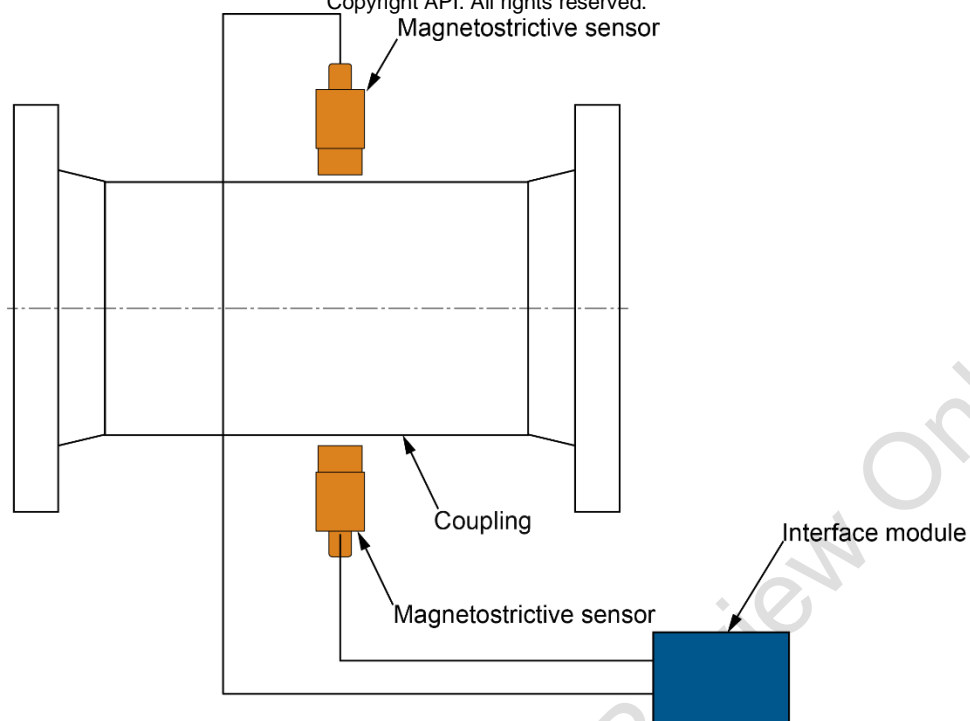 Copyright API. All rights reserved.
Magnetostrictive sensor
Coupling
Interface module
Magnetostrictive sensor